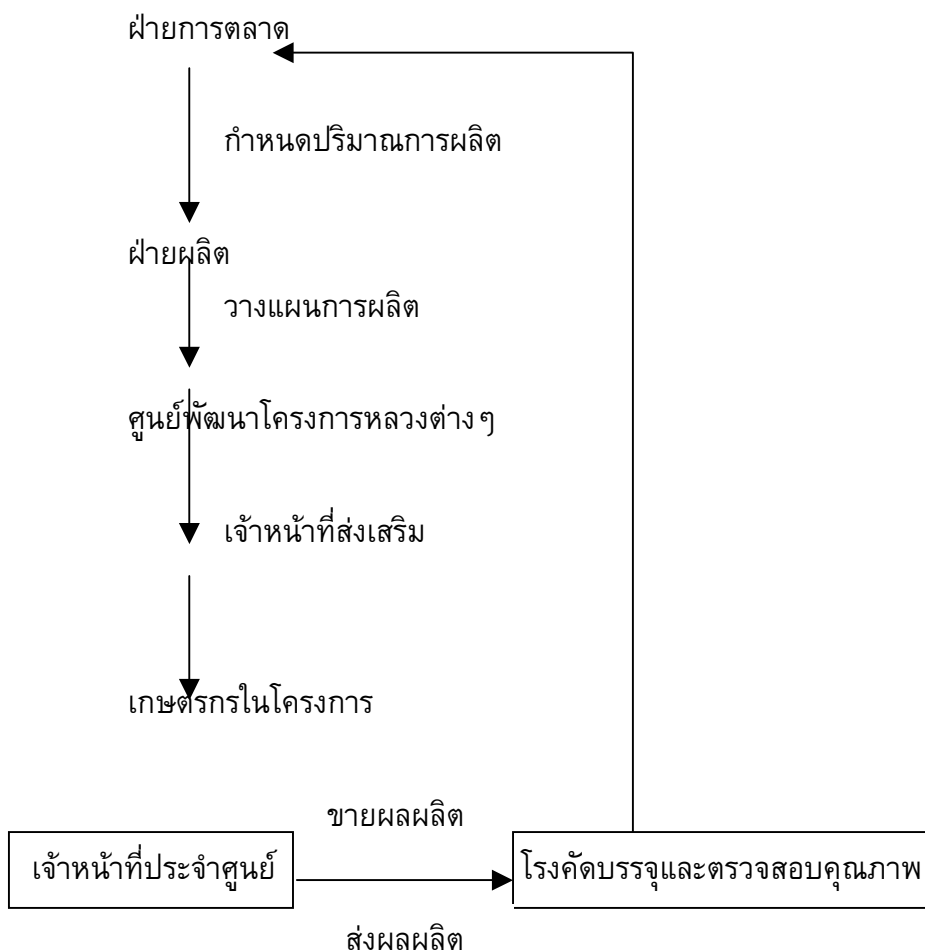 ฝ่ายการตลาด
กำหนดปริมาณการผลิต
ฝ่ายผลิต
วางแผนการผลิต
ศูนย์พัฒนาโครงการหลวงต่างๆ
เจ้าหน้าที่ส่งเสริม
เกษตรกรในโครงการ
ขายผลผลิต
เจ้าหน้าที่ประจำศูนย์
โรงคัดบรรจุและตรวจสอบคุณภาพ
ส่งผลผลิต